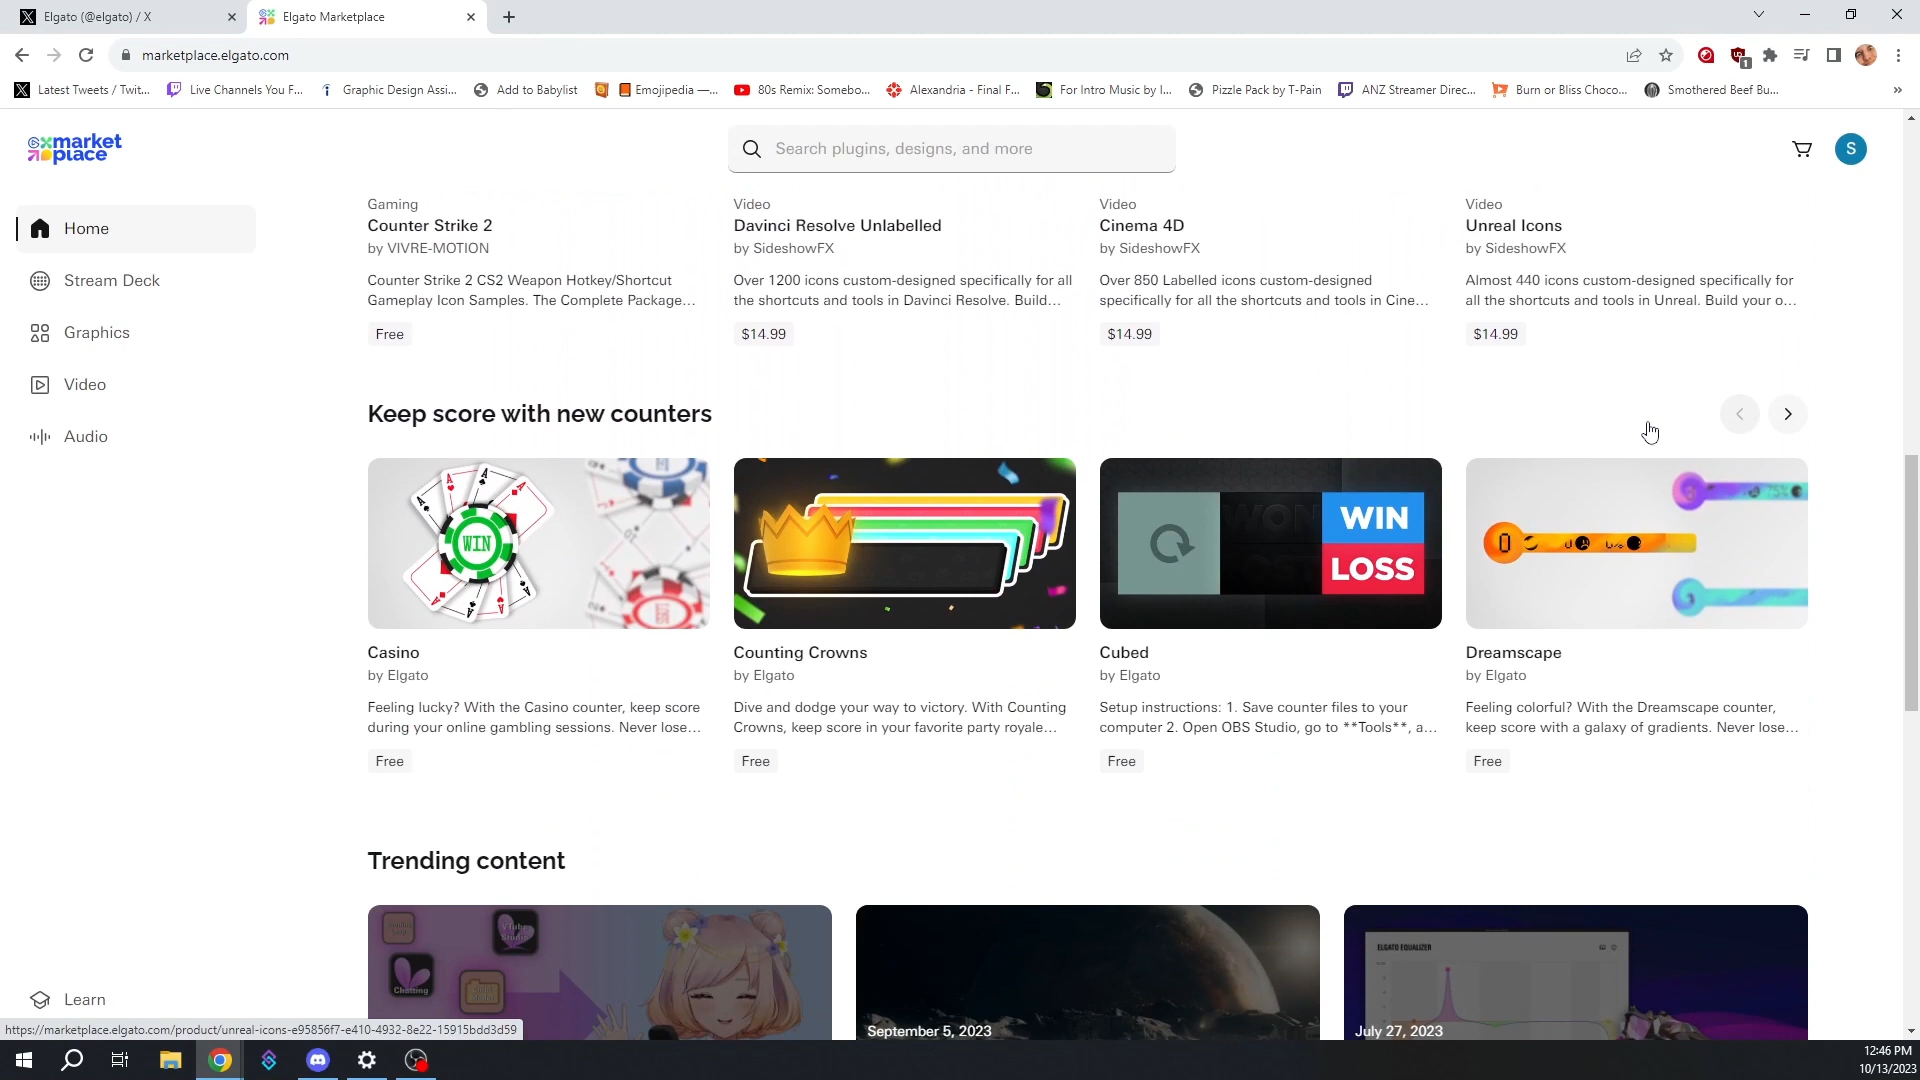 Elgato (@elgato) / X
Elgato Marketplace
marketplace.elgato.com
1
Latest Tweets / Twit...
Live Channels You F...
Graphic Design Assi...
Add to Babylist
Emojipedia —...
80s Remix: Somebo...
Alexandria - Final F...
For Intro Music by I...
Pizzle Pack by T-Pain
ANZ Streamer Direc...
Burn or Bliss Choco...
Smothered Beef Bu...
»
market
place
Search plugins, designs, and more
S
Home
Stream Deck
Graphics
Video
Audio
Learn
Gaming
Counter Strike 2
by VIVRE-MOTION
Counter Strike 2 CS2 Weapon Hotkey/Shortcut
Gameplay Icon Samples. The Complete Package...
Free
Video
Davinci Resolve Unlabelled
by SideshowFX
Over 1200 icons custom-designed specifically for all
the shortcuts and tools in Davinci Resolve. Build...
$14.99
Video
Cinema 4D
by SideshowFX
Over 850 Labelled icons custom-designed
specifically for all the shortcuts and tools in Cine...
$14.99
Video
Unreal Icons
by SideshowFX
Almost 440 icons custom-designed specifically for
all the shortcuts and tools in Unreal. Build your o...
$14.99
Keep score with new counters
WIN
Casino
by Elgato
Feeling lucky? With the Casino counter, keep score
during your online gambling sessions. Never lose...
Free
Counting Crowns
by Elgato
Dive and dodge your way to victory. With Counting
Crowns, keep score in your favorite party royale...
Free
WON
WIN
LOSS
Cubed
by Elgato
Setup instructions: 1. Save counter files to your
computer 2. Open OBS Studio, go to **Tools**, a...
Free
0
75%
Dreamscape
by Elgato
Feeling colorful? With the Dreamscape counter,
keep score with a galaxy of gradients. Never lose...
Free
Trending content
VTube
Studio
Chatting
September 5, 2023
ELGATO EQUALIZER
July 27, 2023
https://marketplace.elgato.com/product/unreal-icons-e95856f7-e410-4932-8e22-15915bdd3d59
12:46 PM
10/13/2023